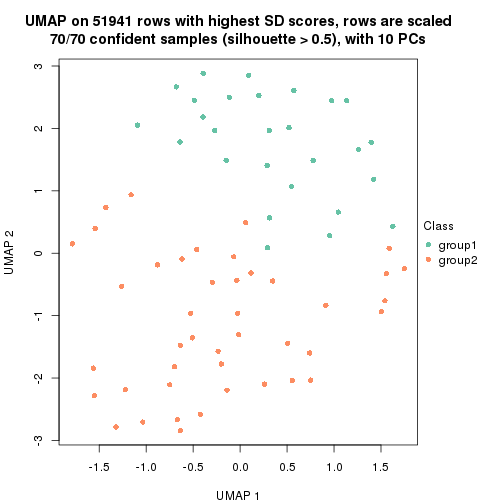 UMAP on 51941 rows with highest SD scores, rows are scaled
70/70 confident samples (silhouette > 0.5), with 10 PCs
3
2
1
0
-1
-2
-3
UMAP 2
-1.5 -1.0 -0.5 0.0 0.5 1.0 1.5
UMAP 1
Class
group1
group2